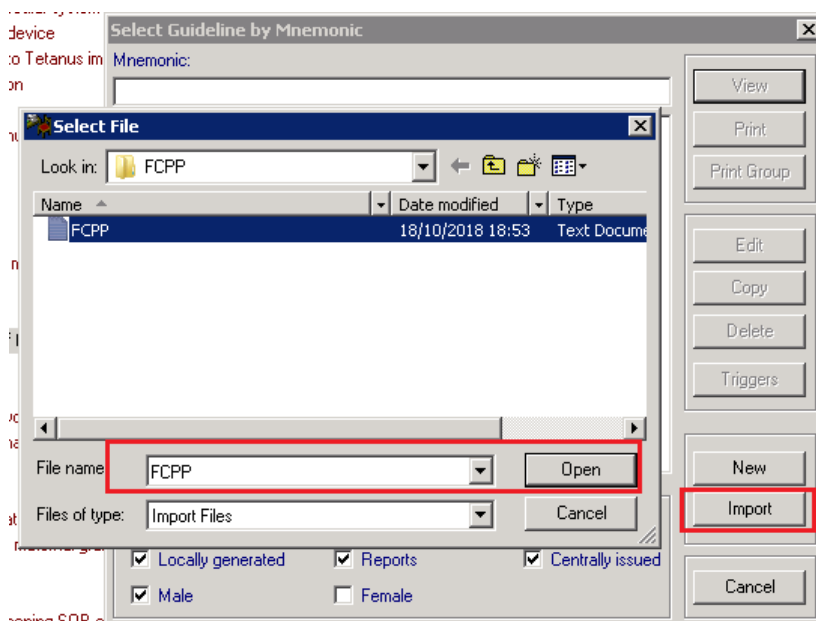 device
to Tetanus im
Select Guideline by Mnemonic
Mnemonic:
View
Print
Print Group
Edit
Copy
Delete
Triggers
New
Import
Cancel
Select File
Look in: FCPP
Name Date modified Type
FCPP 18/10/2018 18:53 Text Docume
File name FCPP Open
Files of type: Import Files Cancel
Locally generated Reports Centrally issued
Male Female